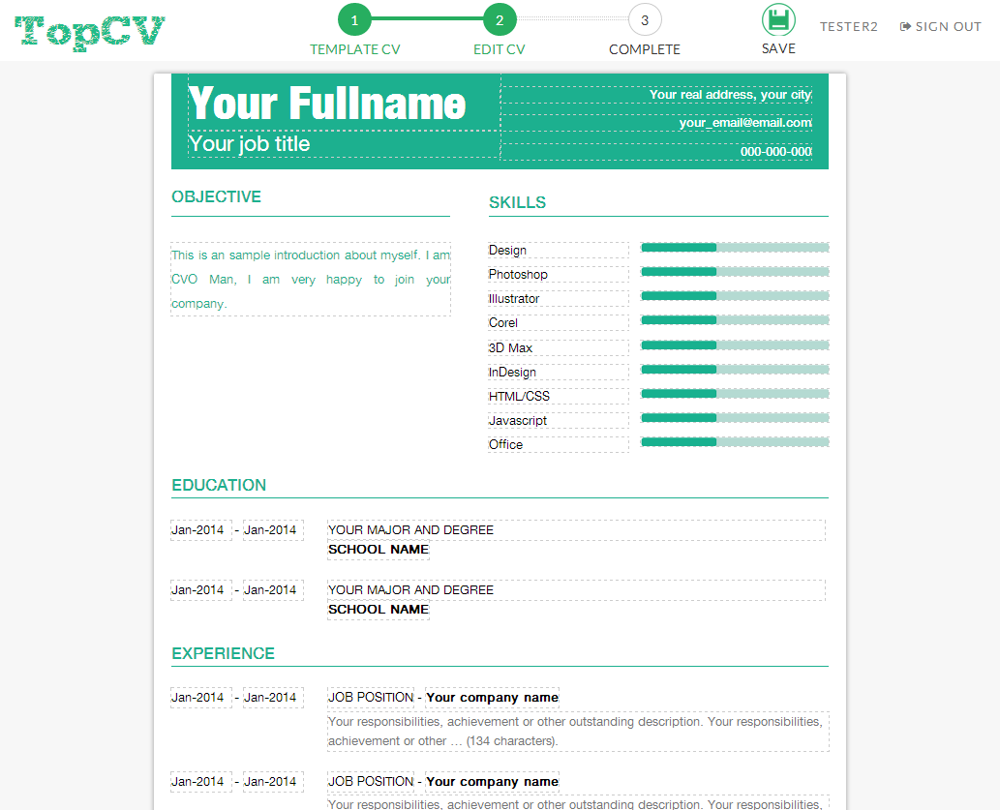 TopCV
1
2
3
TEMPLATE CV
EDIT CV
COMPLETE
SAVE
TESTER2
SIGN OUT
Your Fullname
Your job title
Your real address, your city
your_email@email.com
000-000-000
OBJECTIVE
This is an sample introduction about myself. I am
CVO Man, I am very happy to join your
company.
SKILLS
Design
Photoshop
Illustrator
Corel
3D Max
InDesign
HTML/CSS
Javascript
Office
EDUCATION
Jan-2014 - Jan-2014 YOUR MAJOR AND DEGREE
SCHOOL NAME
Jan-2014 - Jan-2014 YOUR MAJOR AND DEGREE
SCHOOL NAME
EXPERIENCE
Jan-2014 - Jan-2014 JOB POSITION - Your company name
Your responsibilities, achievement or other outstanding description. Your responsibilities,
achievement or other ... (134 characters).
Jan-2014 - Jan-2014 JOB POSITION - Your company name
Your responsibilities, achievement or other outstanding description. Your responsibilities,